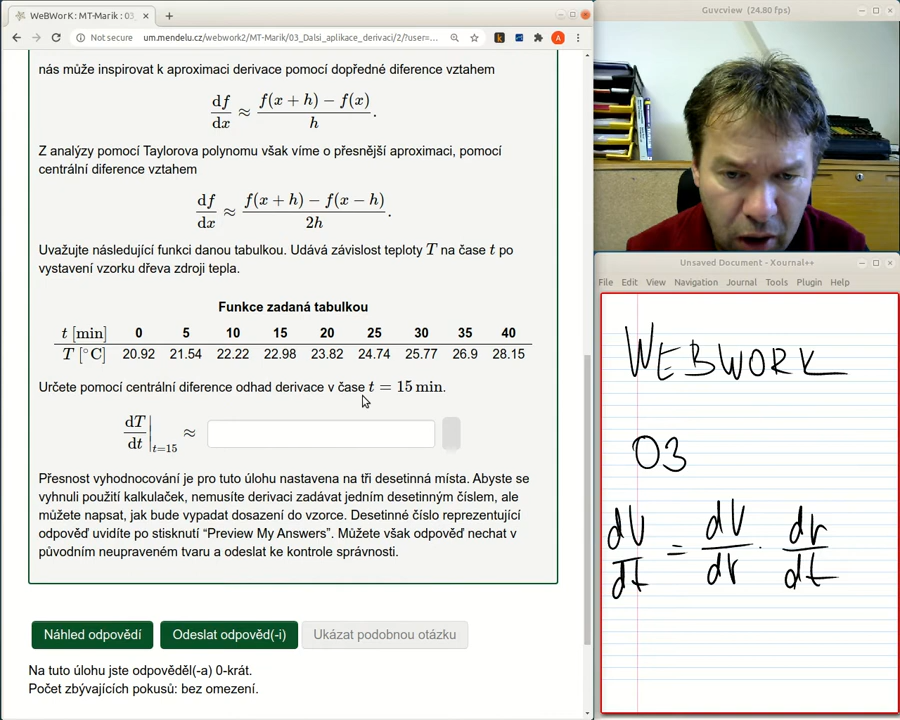 WeBWorK: MT-Marik: 03_
Not secure
um.mendelu.cz/webwork2/MT-Marik/03_Dalsi_aplikace_derivaci/2/?user=...
nás může inspirovat k aproximaci derivace pomocí dopředné diference vztahem
df/dx ≈ (f(x + h) − f(x))/h.
Z analýzy pomocí Taylorova polynomu však víme o přesnější aproximaci, pomocí
centrální diference vztahem
df/dx ≈ (f(x + h) − f(x − h))/2h.
Uvažujte následující funkci danou tabulkou. Udává závislost teploty T na čase t po
vystavení vzorku dřeva zdroji tepla.
Funkce zadaná tabulkou
t [min] 0 5 10 15 20 25 30 35 40
T [°C] 20.92 21.54 22.22 22.98 23.82 24.74 25.77 26.9 28.15
Určete pomocí centrální diference odhad derivace v čase t = 15 min.
dT/dt|t=15 ≈
Přesnost vyhodnocování je pro tuto úlohu nastavena na tři desetinná místa. Abyste se
vyhnuli použití kalkulaček, nemusíte derivaci zadávat jedním desetinným číslem, ale
můžete napsat, jak bude vypadat dosazení do vzorce. Desetinné číslo reprezentující
odpověď uvidíte po stisknutí “Preview My Answers”. Můžete však odpověď nechat v
původním neupraveném tvaru a odeslat ke kontrole správnosti.
Náhled odpovědí
Odeslat odpověď(-i)
Ukázat podobnou otázku
Na tuto úlohu jste odpověděl(-a) 0-krát.
Počet zbývajících pokusů: bez omezení.
Guvcview (24.80 fps)
Unsaved Document - Xournal++
File Edit View Journal Tools Plugin Help
WEBWORK
03
dV/dt = dV/dr · dr/dt